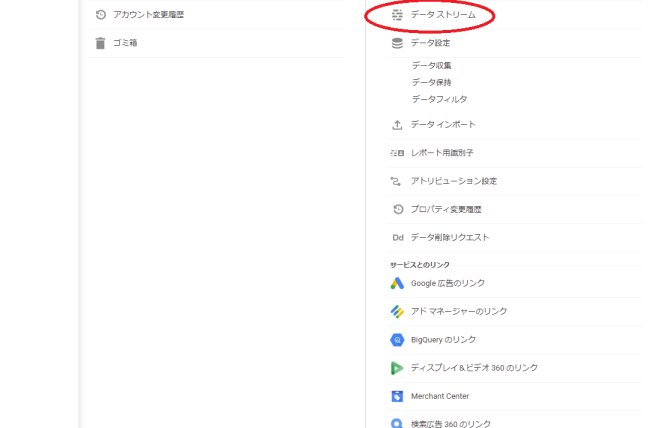 アカウント変更履歴
ゴミ箱
データ ストリーム
データ設定
データ収集
データ保持
データフィルタ
データ インポート
レポート用識別子
アトリビューション設定
プロパティ変更履歴
Dd データ削除リクエスト
サービスとのリンク
Google 広告のリンク
アド マネージャーのリンク
BigQuery のリンク
ディスプレイ&ビデオ 360 のリンク
Merchant Center
検索広告 360 のリンク